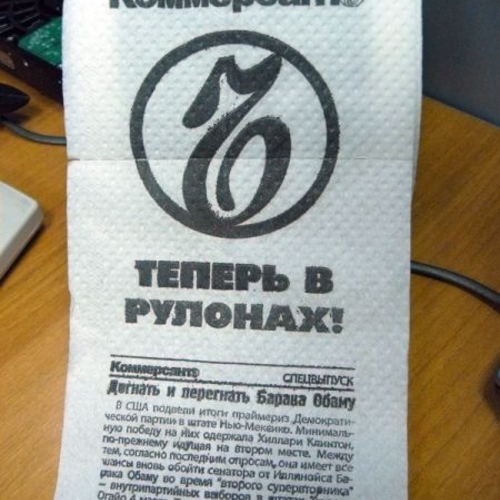 Коммерсантъ
Ъ
ТЕПЕРЬ В
РУЛОНАХ!
Коммерсантъ
СПЕЦВЫПУСК
Догнать и перегнать Барака Обаму
В США подвели итоги праймериз Демократи-
ческой партии в штате Нью-Мексико. Минималь-
ную победу на них одержала Хиллари Клинтон,
по-прежнему идущая на втором месте. Между
тем, согласно последним опросам, она имеет все
шансы вновь обойти сенатора от Иллинойса Ба-
рака Обаму во время "второго супервторника"
– внутрипартийных выборов в штатах
Огайо